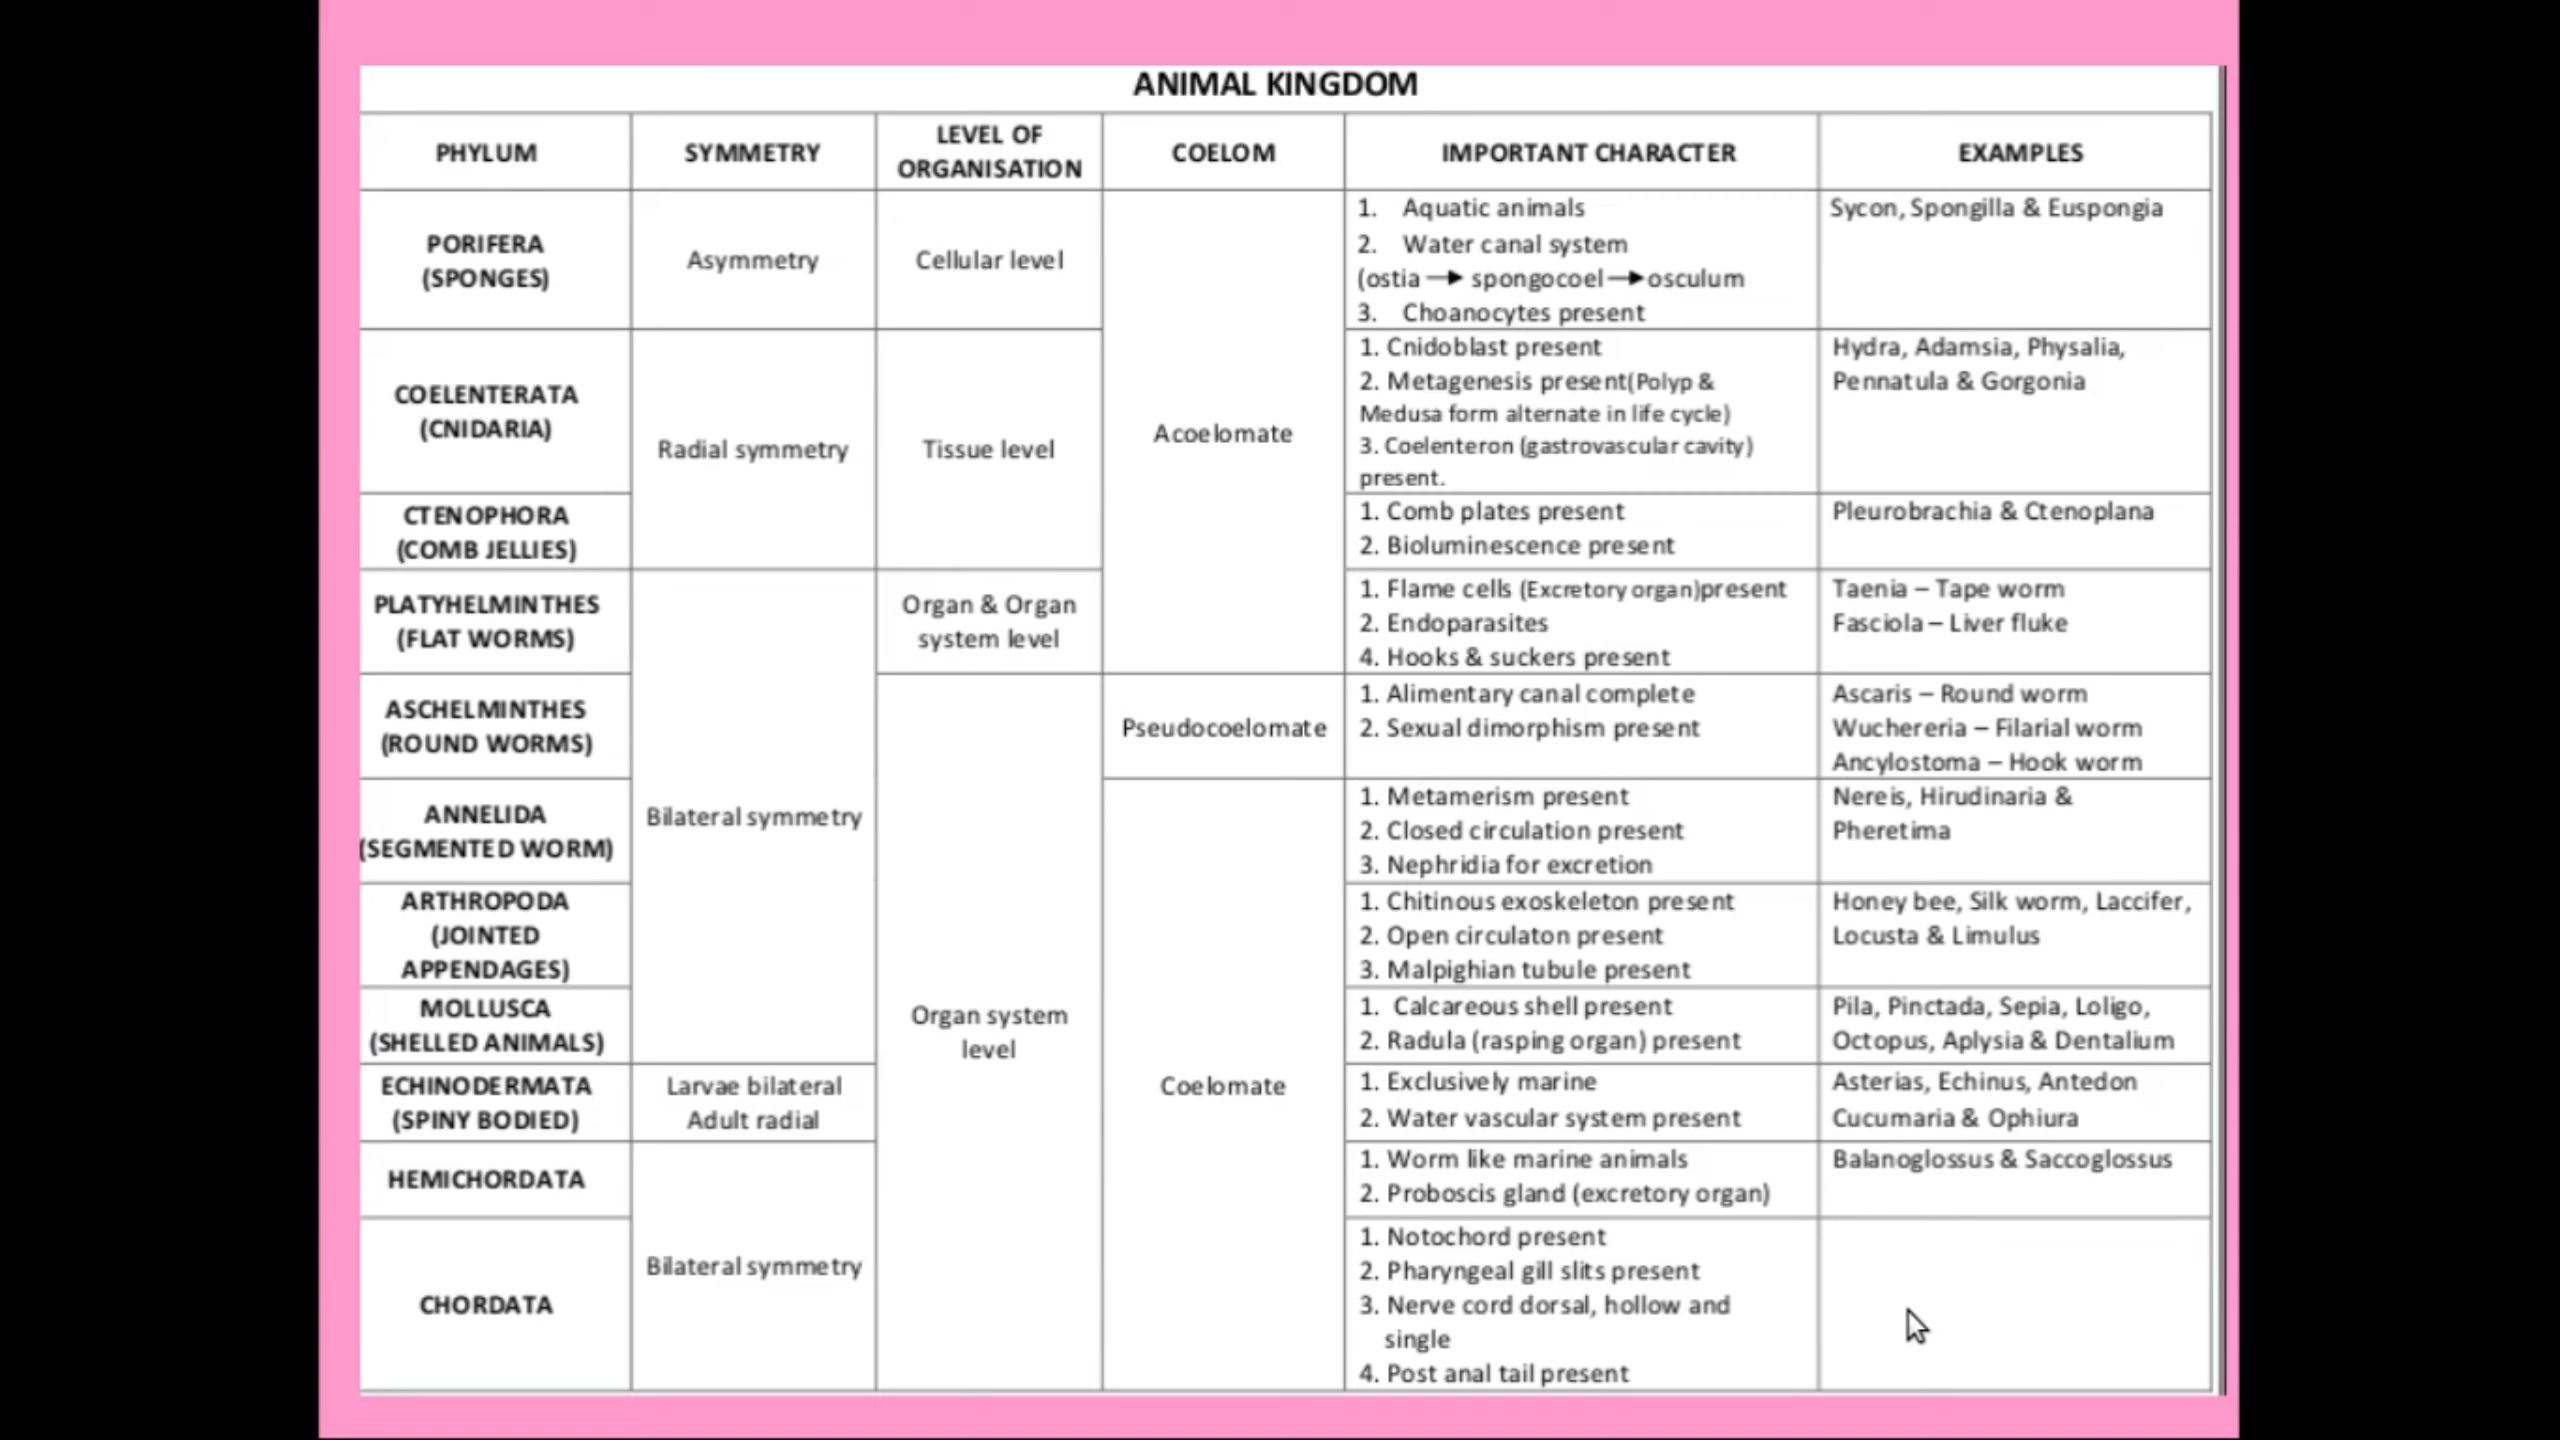 ANIMAL KINGDOM
PHYLUM
SYMMETRY
LEVEL OF
ORGANISATION
COELOM
IMPORTANT CHARACTER
EXAMPLES
PORIFERA
(SPONGES)
Asymmetry
Cellular level
Acoelomate
1. Aquatic animals
2. Water canal system
(ostia → spongocoel → osculum
3. Choanocytes present
Sycon, Spongilla & Euspongia
COELENTERATA
(CNIDARIA)
Radial symmetry
Tissue level
1. Cnidoblast present
2. Metagenesis present(Polyp &
Medusa form alternate in life cycle)
3. Coelenteron (gastrovascular cavity)
present.
Hydra, Adamsia, Physalia,
Pennatula & Gorgonia
CTENOPHORA
(COMB JELLIES)
1. Comb plates present
2. Bioluminescence present
Pleurobrachia & Ctenoplana
PLATYHELMINTHES
(FLAT WORMS)
Bilateral symmetry
Organ & Organ
system level
1. Flame cells (Excretory organ)present
2. Endoparasites
4. Hooks & suckers present
Taenia – Tape worm
Fasciola – Liver fluke
ASCHELMINTHES
(ROUND WORMS)
Organ system
level
Pseudocoelomate
1. Alimentary canal complete
2. Sexual dimorphism present
Ascaris – Round worm
Wuchereria – Filarial worm
Ancylostoma – Hook worm
ANNELIDA
(SEGMENTED WORM)
Coelomate
1. Metamerism present
2. Closed circulation present
3. Nephridia for excretion
Nereis, Hirudinaria &
Pheretima
ARTHROPODA
(JOINTED
APPENDAGES)
1. Chitinous exoskeleton present
2. Open circulaton present
3. Malpighian tubule present
Honey bee, Silk worm, Laccifer,
Locusta & Limulus
MOLLUSCA
(SHELLED ANIMALS)
1. Calcareous shell present
2. Radula (rasping organ) present
Pila, Pinctada, Sepia, Loligo,
Octopus, Aplysia & Dentalium
ECHINODERMATA
(SPINY BODIED)
Larvae bilateral
Adult radial
1. Exclusively marine
2. Water vascular system present
Asterias, Echinus, Antedon
Cucumaria & Ophiura
HEMICHORDATA
Bilateral symmetry
1. Worm like marine animals
2. Proboscis gland (excretory organ)
Balanoglossus & Saccoglossus
CHORDATA
1. Notochord present
2. Pharyngeal gill slits present
3. Nerve cord dorsal, hollow and
single
4. Post anal tail present